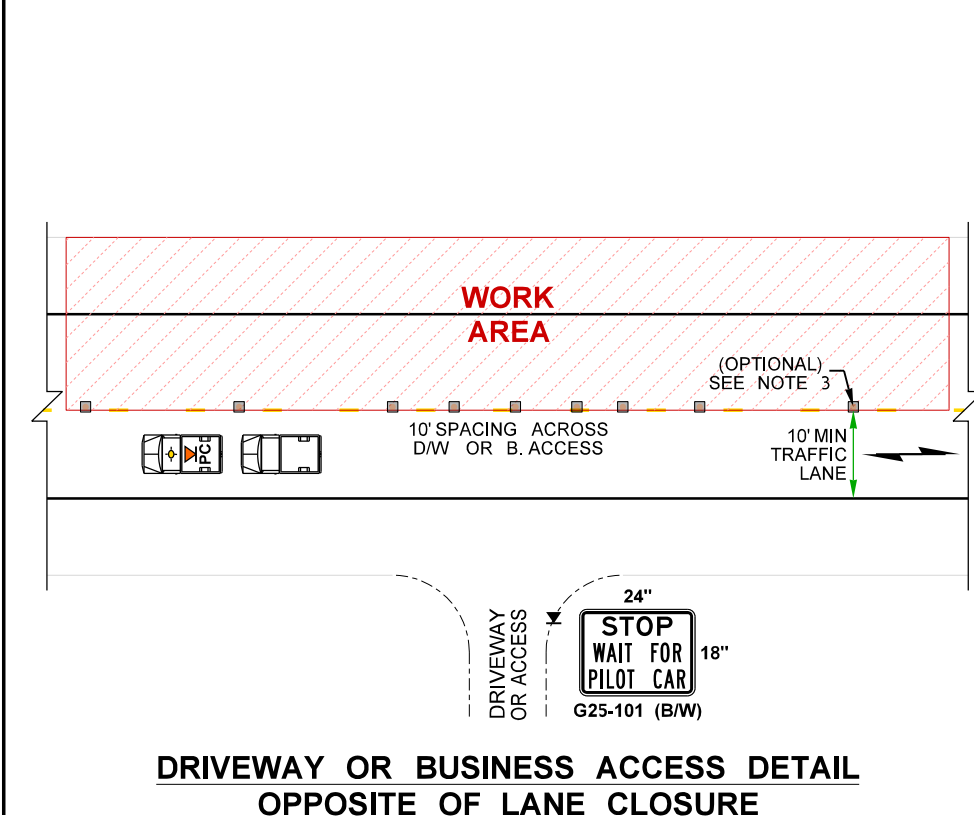 WORK
AREA
(OPTIONAL)
SEE NOTE 3
10' SPACING ACROSS
D/W OR B. ACCESS
10' MIN
TRAFFIC
LANE
PC
DRIVEWAY
OR ACCESS
24"
STOP
WAIT FOR
PILOT CAR
18"
G25-101 (B/W)
DRIVEWAY OR BUSINESS ACCESS DETAIL
OPPOSITE OF LANE CLOSURE